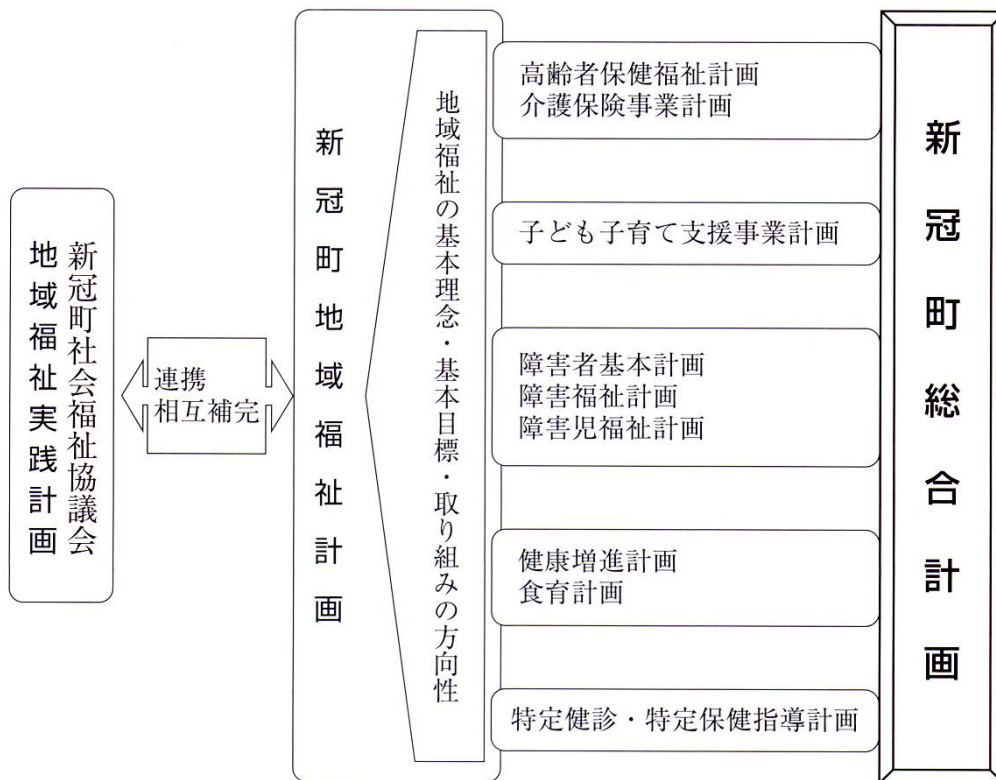 新冠町総合計画
高齢者保健福祉計画
介護保険事業計画
子ども子育て支援事業計画
障害者基本計画
障害福祉計画
障害児福祉計画
健康増進計画
食育計画
特定健診・特定保健指導計画
地域福祉の基本理念・基本目標・取り組みの方向性
新冠町地域福祉計画
連携
相互補完
新冠町社会福祉協議会
地域福祉実践計画